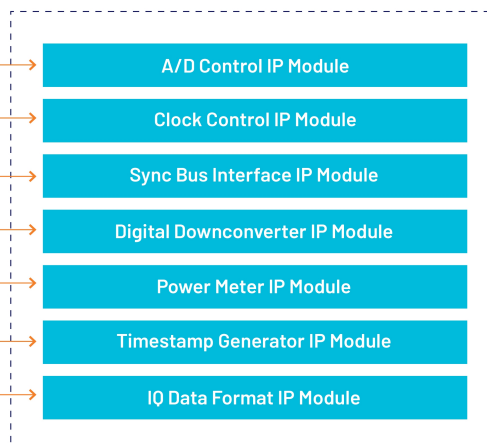 A/D Control IP Module
Clock Control IP Module
Sync Bus Interface IP Module
Digital Downconverter IP Module
Power Meter IP Module
Timestamp Generator IP Module
IQ Data Format IP Module